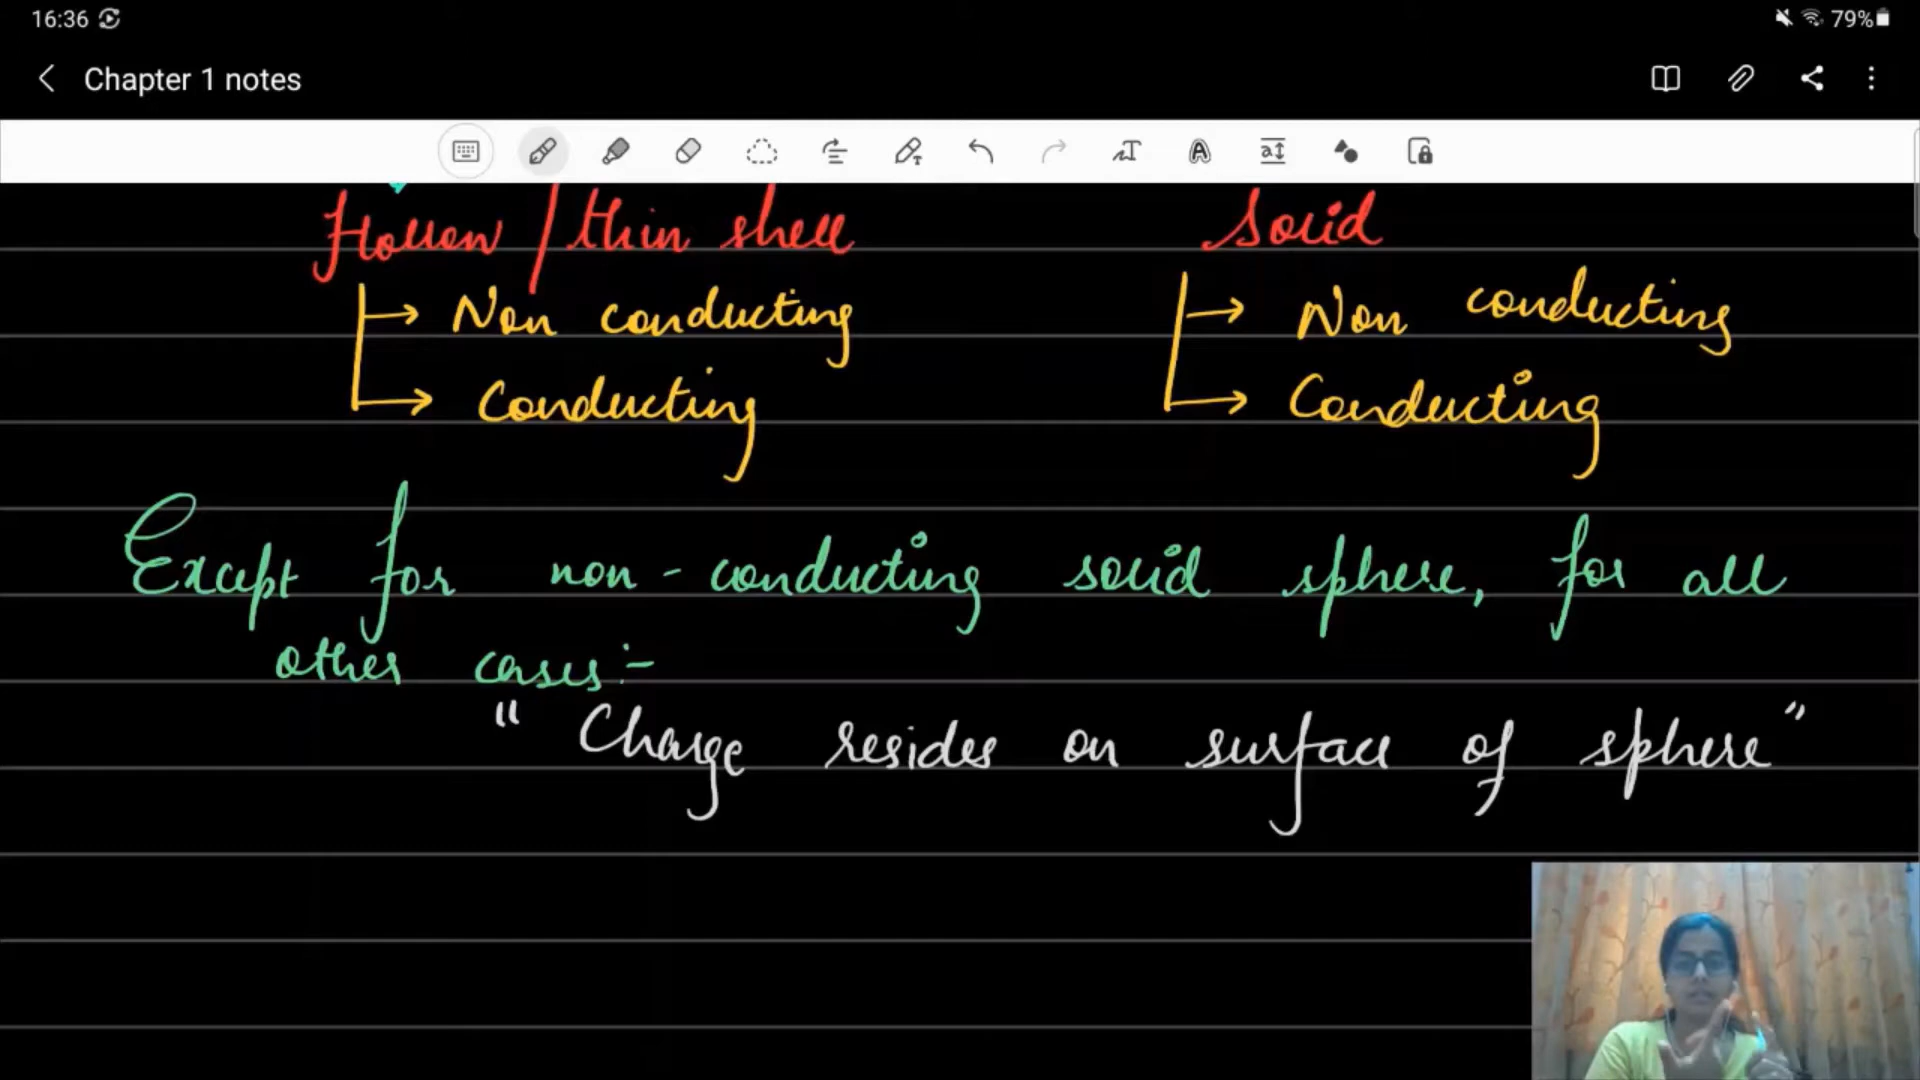 16:36 79%
Chapter 1 notes
Hollow / thin shell Solid
→ Non conducting → Non conducting
→ Conducting → Conducting
Except for non-conducting solid sphere, for all
other cases:-
" Charge resides on surface of sphere"